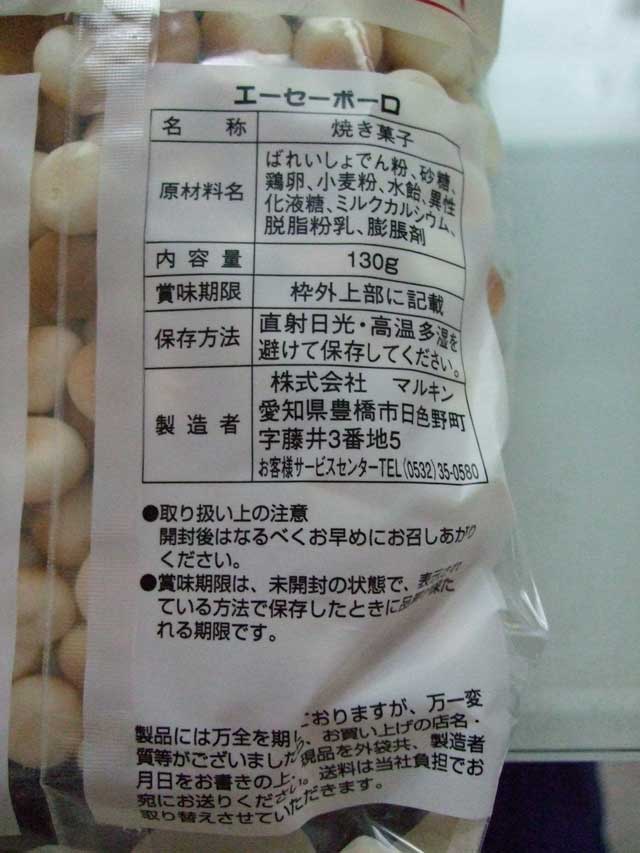 エーセーボーロ
名称 焼き菓子
原材料名 ばれいしょでん粉、砂糖、
鶏卵、小麦粉、水飴、異性
化液糖、ミルクカルシウム、
脱脂粉乳、膨脹剤
内容量 130g
賞味期限 枠外上部に記載
保存方法 直射日光・高温多湿を
避けて保存してください。
製造者 株式会社 マルキン
愛知県豊橋市日色野町
字藤井3番地5
お客様サービスセンターTEL(0532)35-0580
●取り扱い上の注意
開封後はなるべくお早めにお召しあがり
ください。
●賞味期限は、未開封の状態で、表示され
ている方法で保存したときに品質が保た
れる期限です。
製品には万全を期しておりますが、万一変
質等がございましたら、お買い上げの店名・
月日をお書きの上、現品を外袋共、製造者
宛にお送りください。送料は当社負担でお
取り替えさせていただきます。